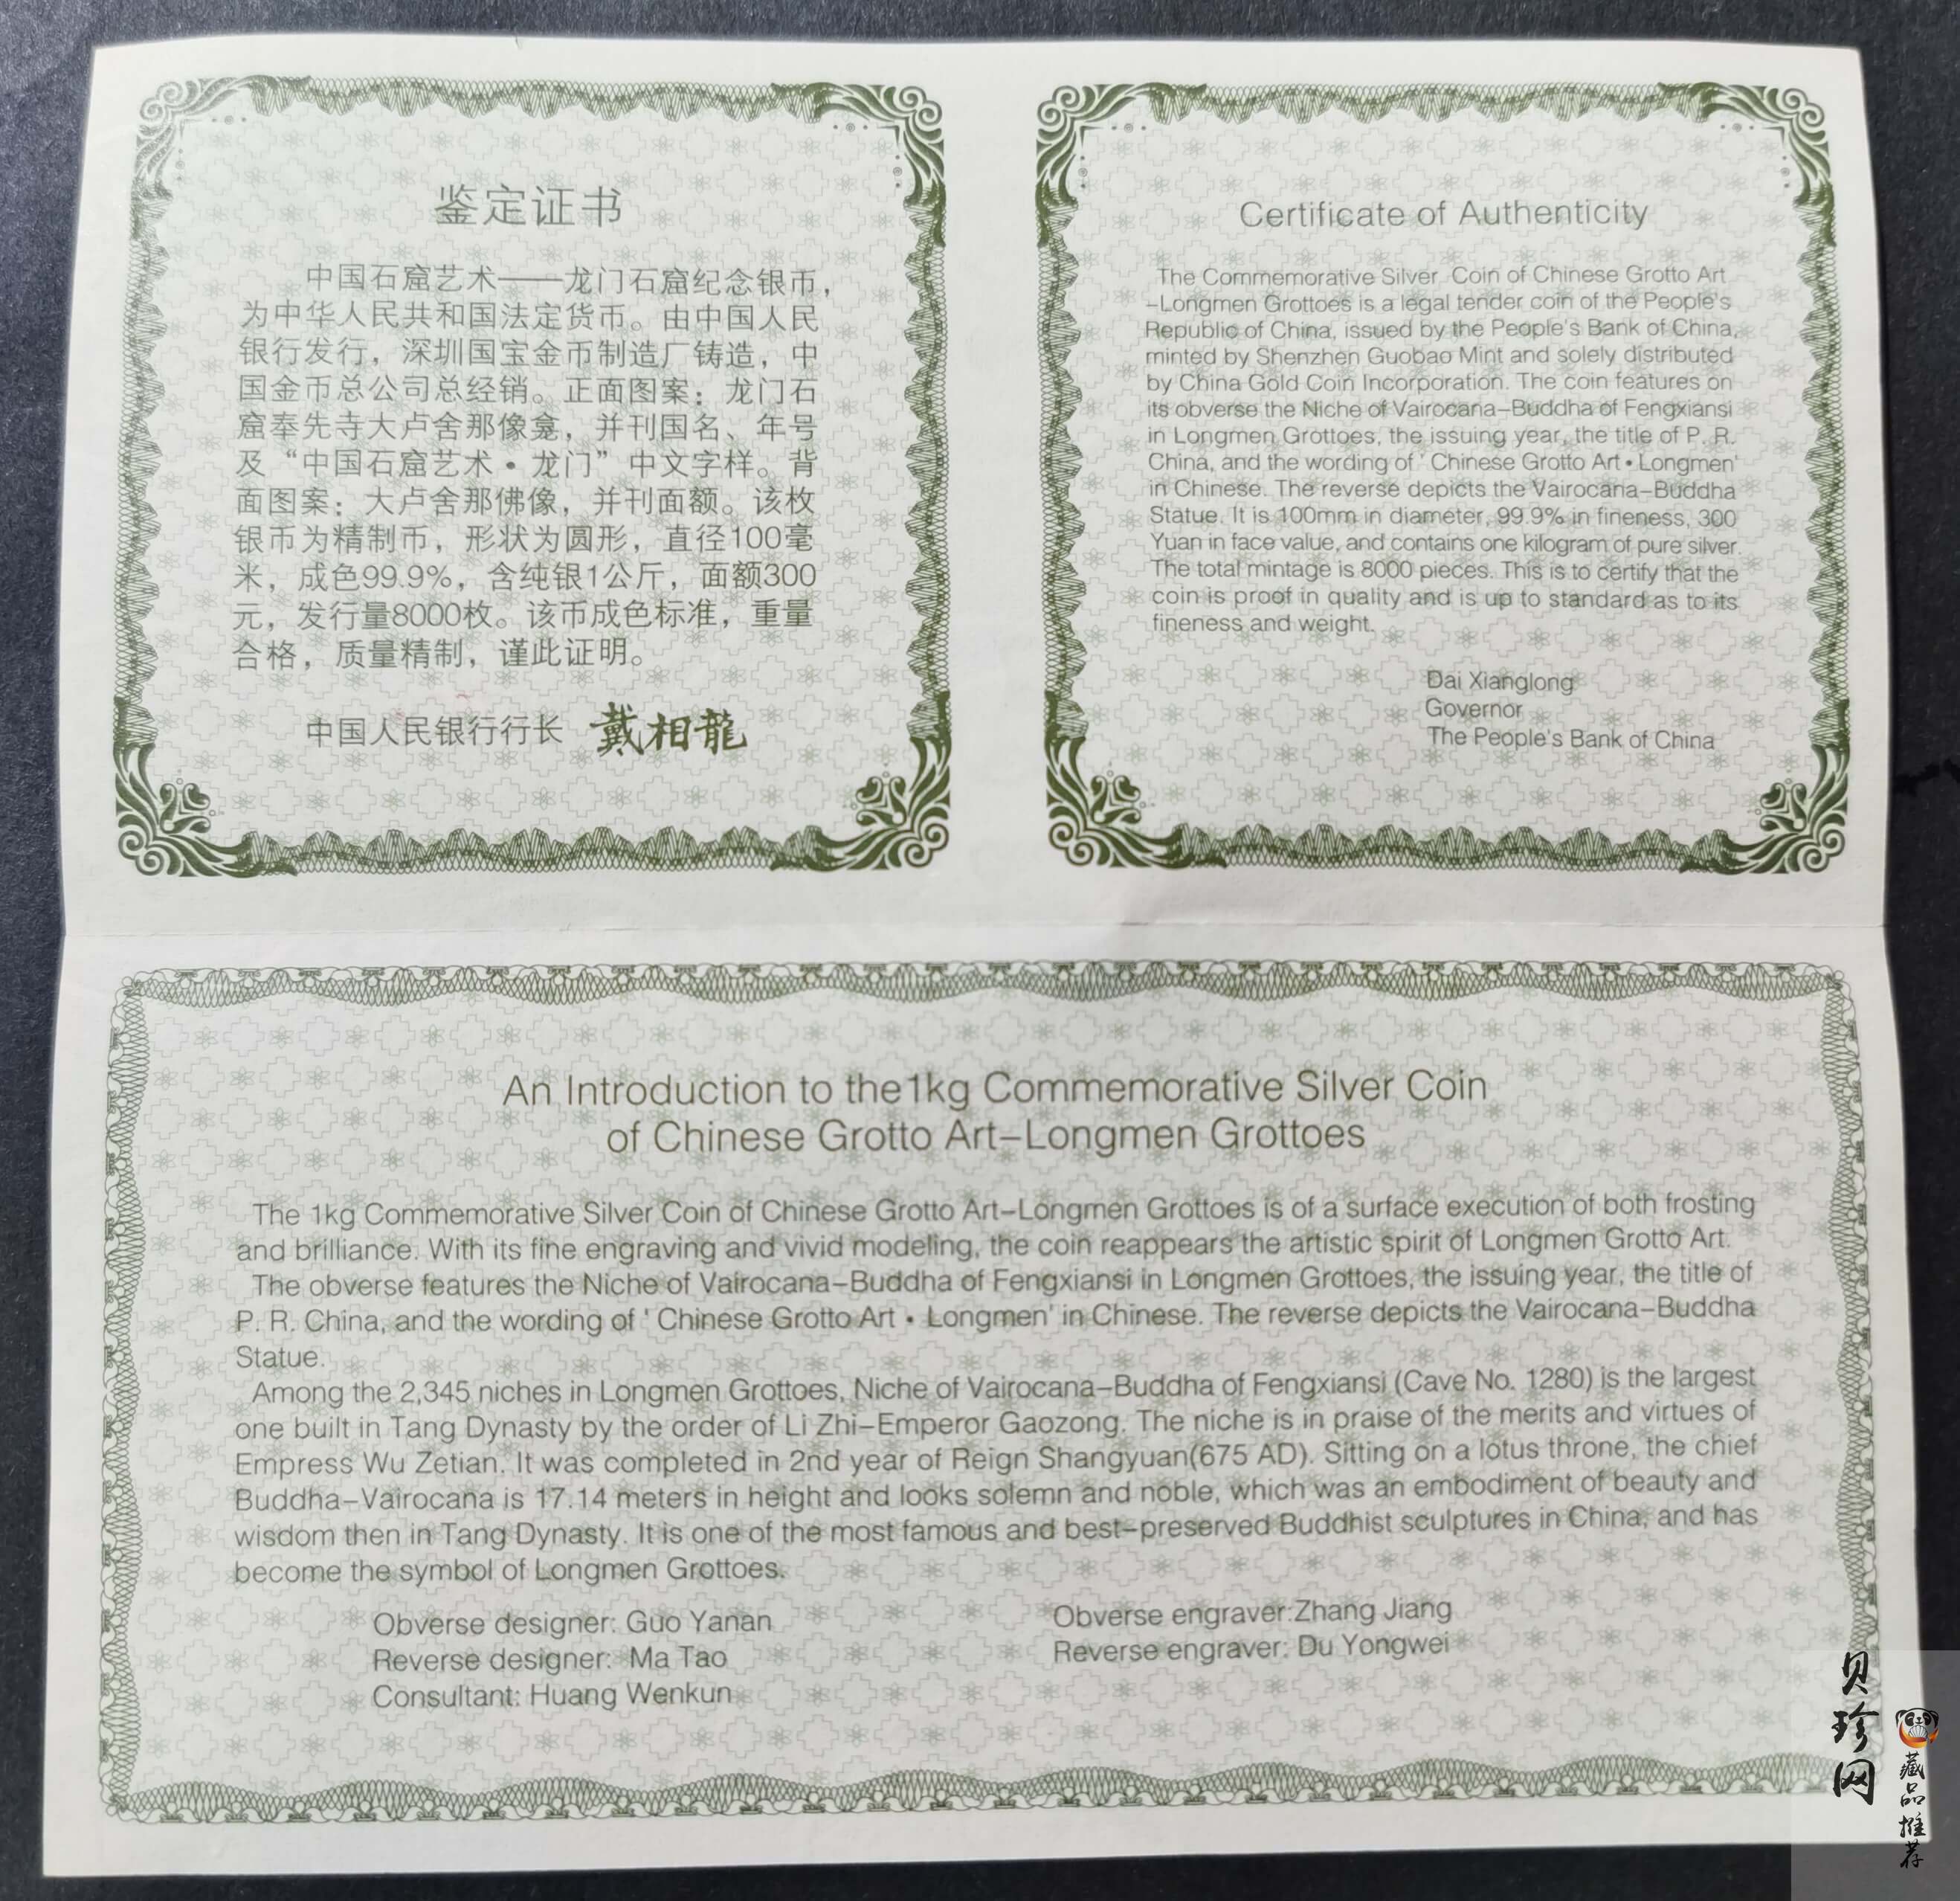 鉴定证书
中国石窟艺术——龙门石窟纪念银币，
为中华人民共和国法定货币。由中国人民
银行发行，深圳国宝金币制造厂铸造，中
国金币总公司总经销。正面图案：龙门石
窟奉先寺大卢舍那像龛，并刊国名、年号
及“中国石窟艺术·龙门”中文字样。背
面图案：大卢舍那佛像，并刊面额。该枚
银币为精制币，形状为圆形，直径100毫
米，成色99.9%，含纯银1公斤，面额300
元，发行量8000枚。该币成色标准，重量
合格，质量精制，谨此证明。
中国人民银行行长 戴相龍
Certificate of Authenticity
The Commemorative Silver Coin of Chinese Grotto Art
–Longmen Grottoes is a legal tender coin of the People's
Republic of China, issued by the People's Bank of China,
minted by Shenzhen Guobao Mint and solely distributed
by China Gold Coin Incorporation. The coin features on
its obverse the Niche of Vairocana–Buddha of Fengxiansi
in Longmen Grottoes, the issuing year, the title of P. R.
China, and the wording of ' Chinese Grotto Art • Longmen'
in Chinese. The reverse depicts the Vairocana–Buddha
Statue. It is 100mm in diameter, 99.9% in fineness, 300
Yuan in face value, and contains one kilogram of pure silver.
The total mintage is 8000 pieces. This is to certify that the
coin is proof in quality and is up to standard as to its
fineness and weight.
Dai Xianglong
Governor
The People's Bank of China
An Introduction to the1kg Commemorative Silver Coin
of Chinese Grotto Art–Longmen Grottoes
The 1kg Commemorative Silver Coin of Chinese Grotto Art–Longmen Grottoes is of a surface execution of both frosting
and brilliance. With its fine engraving and vivid modeling, the coin reappears the artistic spirit of Longmen Grotto Art.
The obverse features the Niche of Vairocana–Buddha of Fengxiansi in Longmen Grottoes, the issuing year, the title of
P. R. China, and the wording of ' Chinese Grotto Art • Longmen' in Chinese. The reverse depicts the Vairocana–Buddha
Statue.
Among the 2,345 niches in Longmen Grottoes, Niche of Vairocana–Buddha of Fengxiansi (Cave No. 1280) is the largest
one built in Tang Dynasty by the order of Li Zhi–Emperor Gaozong. The niche is in praise of the merits and virtues of
Empress Wu Zetian. It was completed in 2nd year of Reign Shangyuan(675 AD). Sitting on a lotus throne, the chief
Buddha–Vairocana is 17.14 meters in height and looks solemn and noble, which was an embodiment of beauty and
wisdom then in Tang Dynasty. It is one of the most famous and best–preserved Buddhist sculptures in China, and has
become the symbol of Longmen Grottoes.
Obverse designer: Guo Yanan
Reverse designer: Ma Tao
Consultant: Huang Wenkun
Obverse engraver:Zhang Jiang
Reverse engraver: Du Yongwei
贝珍网
藏品推荐